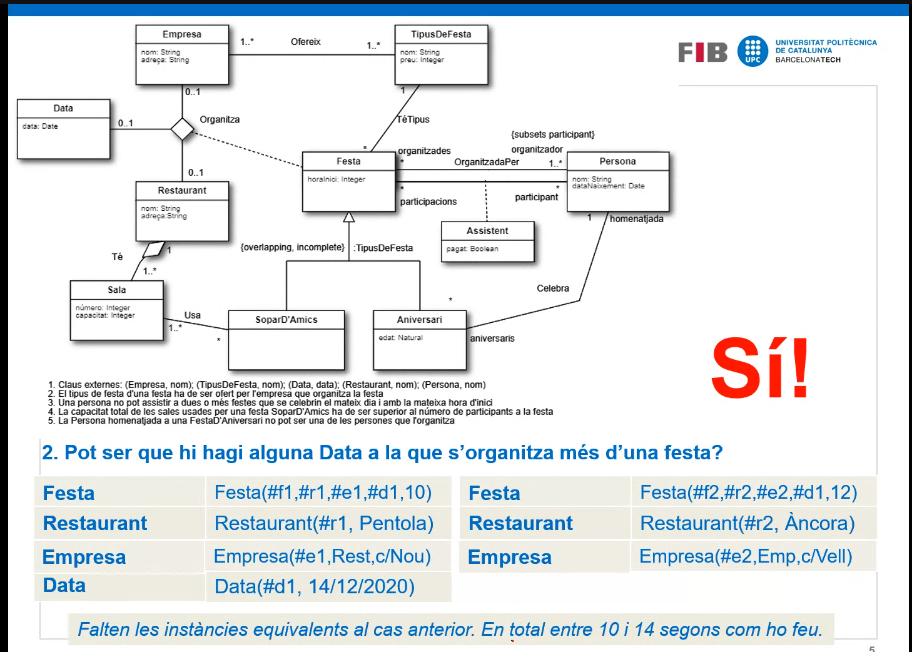 Empresa
nom: String
adreça: String
1..*
Ofereix
1..*
TipusDeFesta
nom: String
preu: Integer
FIB
UPC
UNIVERSITAT POLITÈCNICA
DE CATALUNYA
BARCELONATECH
0..1
1
Data
data: Date
0..1
Organitza
TéTipus
{subsets participant}
*
organitzades
organitzador
Festa
horaInici: Integer
*
OrganitzadaPer
1..*
Persona
nom: String
dataNaixement: Date
0..1
*
*
participacions
participant
Restaurant
nom: String
adreça:String
1
homenatjada
Assistent
pagat: Boolean
{overlapping, incomplete}
:TipusDeFesta
Té
1
1..*
Sala
número: Integer
capacitat: Integer
Celebra
Usa
1..*
*
SoparD'Amics
*
Aniversari
edat: Natural
aniversaris
Sí!
1. Claus externes: (Empresa, nom); (TipusDeFesta, nom); (Data, data); (Restaurant, nom); (Persona, nom)
2. El tipus de festa d'una festa ha de ser ofert per l'empresa que organitza la festa
3. Una persona no pot assistir a dues o més festes que se celebrin el mateix dia i amb la mateixa hora d'inici
4. La capacitat total de les sales usades per una festa SoparD'Amics ha de ser superial al número de participants a la festa
5. La Persona homenatjada a una FestaD'Aniversari no pot ser una de les persones que l'organitza
2. Pot ser que hi hagi alguna Data a la que s'organitza més d'una festa?
Festa
Festa(#f1,#r1,#e1,#d1,10)
Festa
Festa(#f2,#r2,#e2,#d1,12)
Restaurant
Restaurant(#r1, Pentola)
Restaurant
Restaurant(#r2, Àncora)
Empresa
Empresa(#e1,Rest,c/Nou)
Empresa
Empresa(#e2,Emp,c/Vell)
Data
Data(#d1, 14/12/2020)
Falten les instàncies equivalents al cas anterior. En total entre 10 i 14 segons com ho feu.
5